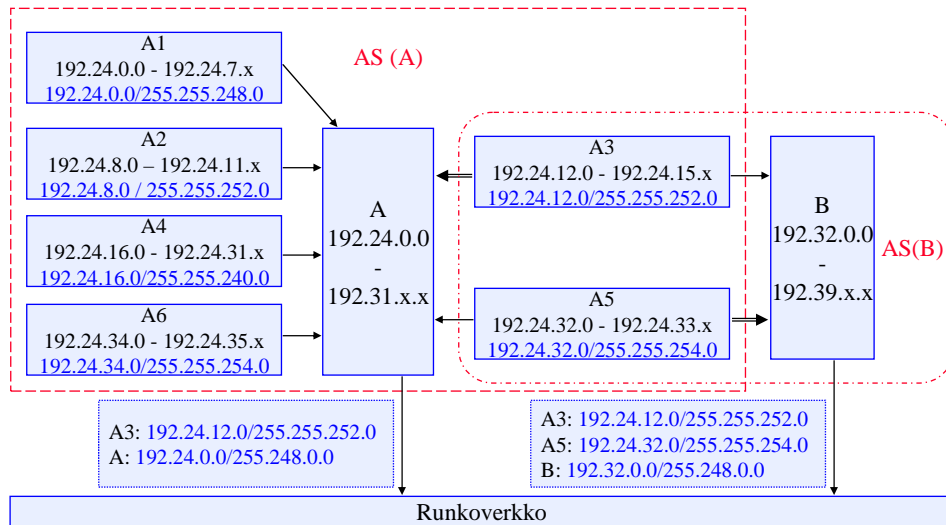 AS (A)
A1
192.24.0.0 - 192.24.7.x
192.24.0.0/255.255.248.0
A2
192.24.8.0 – 192.24.11.x
192.24.8.0 / 255.255.252.0
A4
192.24.16.0 - 192.24.31.x
192.24.16.0/255.255.240.0
A6
192.24.34.0 - 192.24.35.x
192.24.34.0/255.255.254.0
A
192.24.0.0
-
192.31.x.x
A3
192.24.12.0 - 192.24.15.x
192.24.12.0/255.255.252.0
A5
192.24.32.0 - 192.24.33.x
192.24.32.0/255.255.254.0
B
192.32.0.0
-
192.39.x.x
AS(B)
A3: 192.24.12.0/255.255.252.0
A: 192.24.0.0/255.248.0.0
A3: 192.24.12.0/255.255.252.0
A5: 192.24.32.0/255.255.254.0
B: 192.32.0.0/255.248.0.0
Runkoverkko